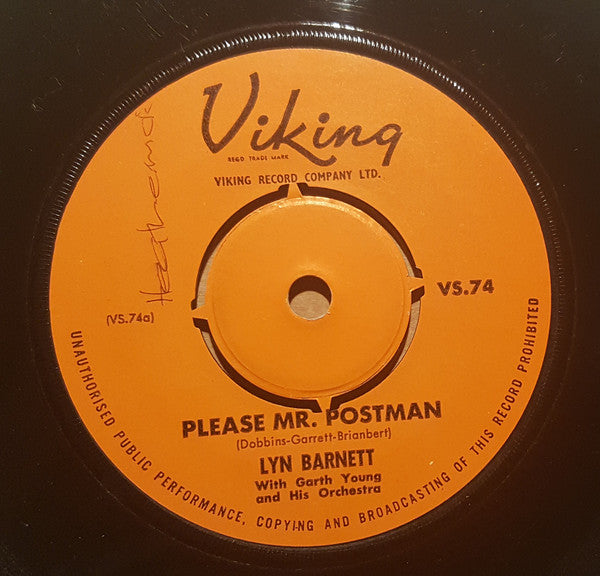 Viking
REGD TRADE MARK
VIKING RECORD COMPANY LTD.
VS.74
(VS.74a)
PLEASE MR. POSTMAN
(Dobbins-Garrett-Brianbert)
LYN BARNETT
With Garth Young
and His Orchestra
UNAUTHORISED PUBLIC PERFORMANCE, COPYING AND BROADCASTING OF THIS RECORD PROHIBITED